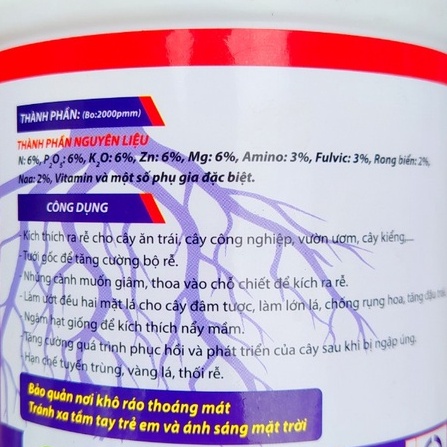 THÀNH PHẦN: (Bo:2000pmm)
THÀNH PHẦN NGUYÊN LIỆU
N: 6%, P₂O₅: 6%, K₂O: 6%, Zn: 6%, Mg: 6%, Amino: 3%, Fulvic: 3%, Rong biển: 2%,
Naa: 2%, Vitamin và một số phụ gia đặc biệt.
CÔNG DỤNG
- Kích thích ra rễ cho cây ăn trái, cây công nghiệp, vườn ươm, cây kiểng,...
- Tưới gốc để tăng cường bộ rễ.
- Nhúng cành muốn giâm, thoa vào chỗ chiết để kích ra rễ.
- Làm ướt đều hai mặt lá cho cây đâm tược, làm lớn lá, chống rụng hoa, tăng đậu
- Ngâm hạt giống để kích thích nẩy mầm.
- Tăng cường quá trình phục hồi và phát triển của cây sau khi bị ngập úng.
- Hạn chế tuyến trùng, vàng lá, thối rễ.
Bảo quản nơi khô ráo thoáng mát
Tránh xa tầm tay trẻ em và ánh sáng mặt trời